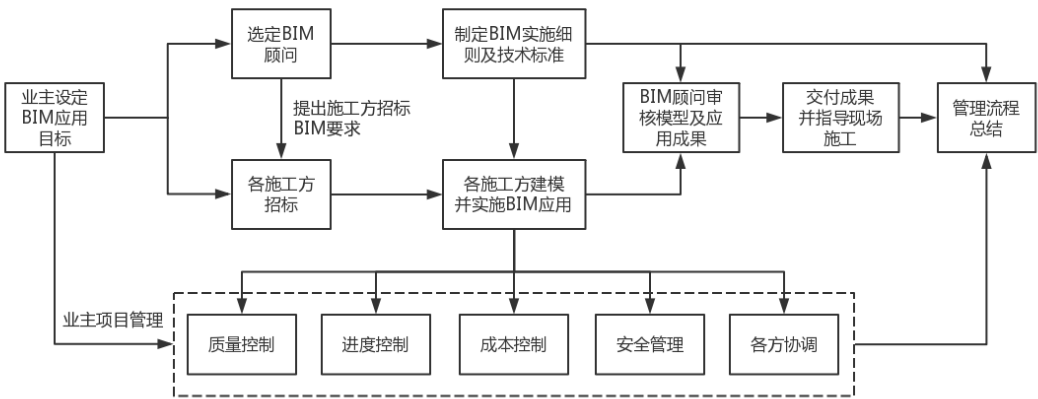 选定BIM
顾问
制定BIM实施细
则及技术标准
业主设定
BIM应用
目标
提出施工方招标
BIM要求
BIM顾问审
核模型及应
用成果
交付成果
并指导现场
施工
管理流程
总结
各施工方
招标
各施工方建模
并实施BIM应用
业主项目管理
质量控制
进度控制
成本控制
安全管理
各方协调